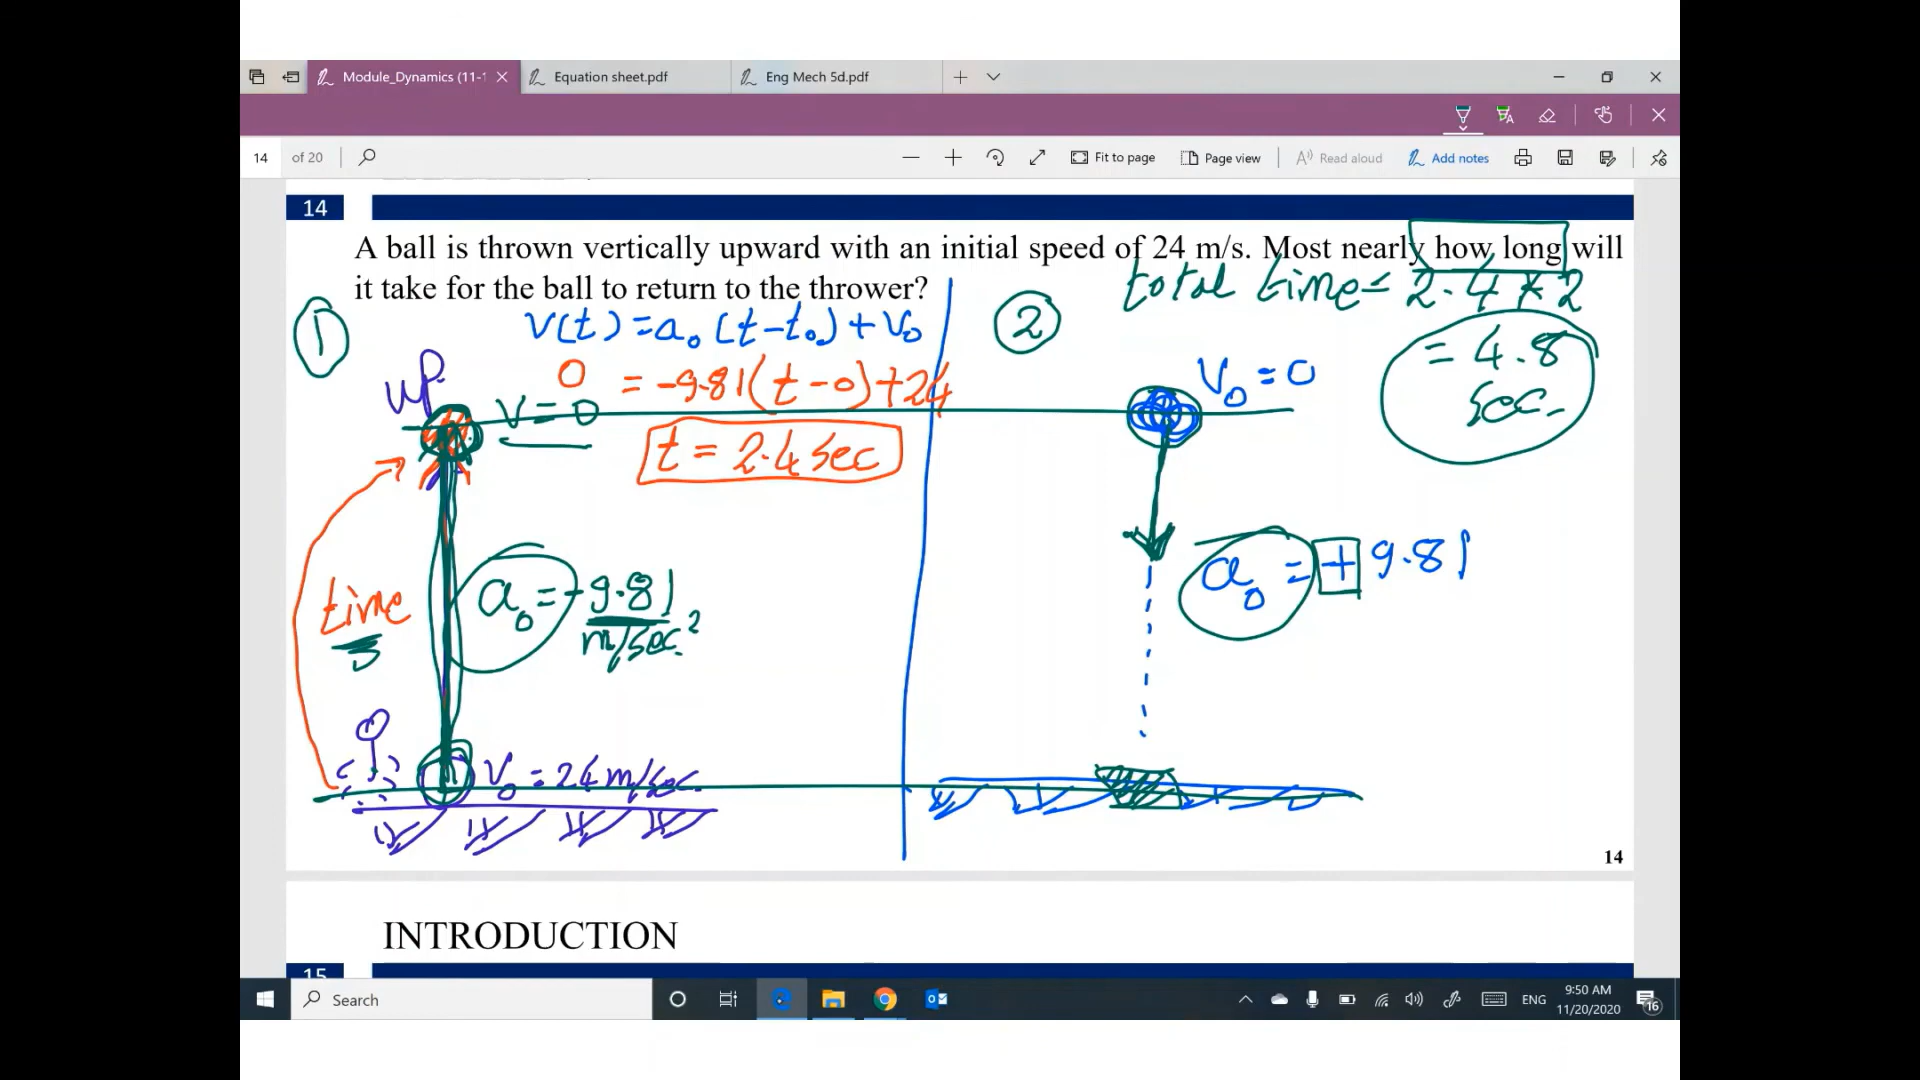 Module_Dynamics (11-1
Equation sheet.pdf
Eng Mech 5d.pdf
14 of 20
Fit to page
Page view
Read aloud
Add notes
14
A ball is thrown vertically upward with an initial speed of 24 m/s. Most nearly how long will
it take for the ball to return to the thrower?
total time = 2.4 * 2
= 4.8
sec.
1
v(t) = a₀ (t-t₀) + v₀
0 = -9.81(t-0)+24
t = 2.4 sec
up
v = 0
time
a₀ = -9.81
m/sec²
V₀ = 24 m/sec.
2
V₀ = 0
a₀ = + 9.81
14
INTRODUCTION
15
Search
ENG
9:50 AM
11/20/2020
16